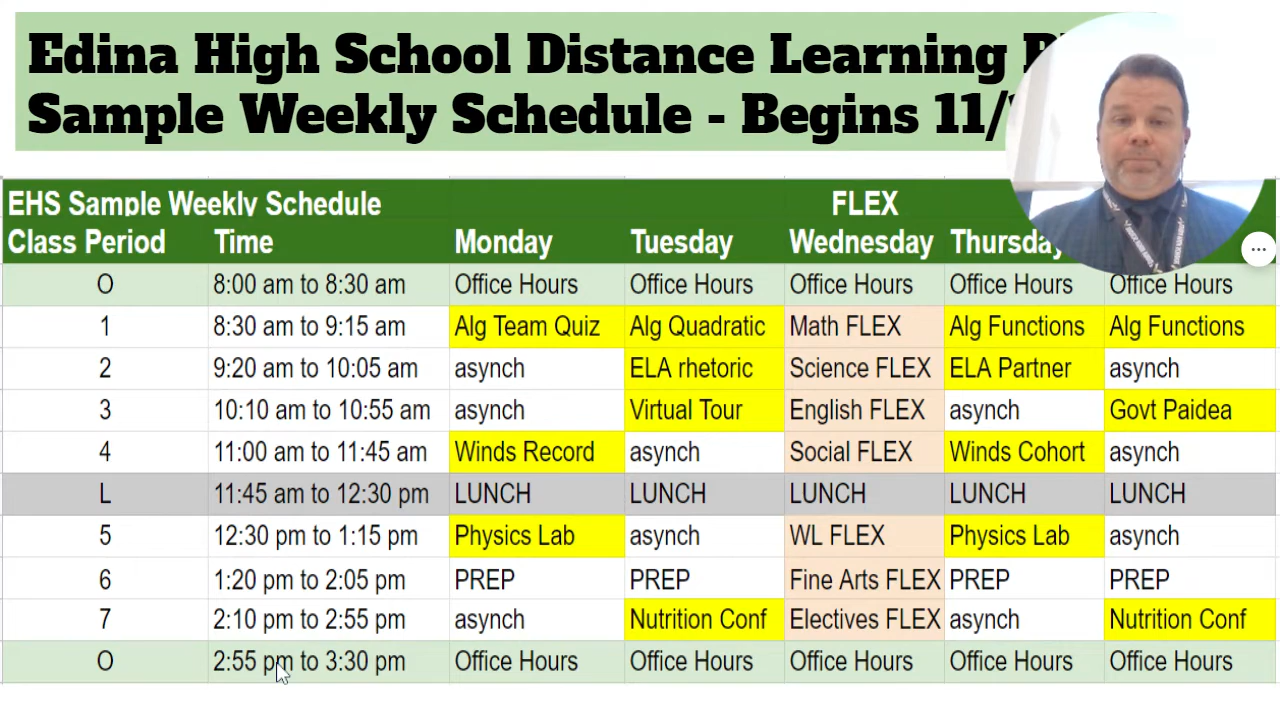 Edina High School Distance Learning
Sample Weekly Schedule - Begins 11/
EHS Sample Weekly Schedule FLEX
Class Period Time Monday Tuesday Wednesday Thursday
O 8:00 am to 8:30 am Office Hours Office Hours Office Hours Office Hours Office Hours
1 8:30 am to 9:15 am Alg Team Quiz Alg Quadratic Math FLEX Alg Functions Alg Functions
2 9:20 am to 10:05 am asynch ELA rhetoric Science FLEX ELA Partner asynch
3 10:10 am to 10:55 am asynch Virtual Tour English FLEX asynch Govt Paidea
4 11:00 am to 11:45 am Winds Record asynch Social FLEX Winds Cohort asynch
L 11:45 am to 12:30 pm LUNCH LUNCH LUNCH LUNCH LUNCH
5 12:30 pm to 1:15 pm Physics Lab asynch WL FLEX Physics Lab asynch
6 1:20 pm to 2:05 pm PREP PREP Fine Arts FLEX PREP PREP
7 2:10 pm to 2:55 pm asynch Nutrition Conf Electives FLEX asynch Nutrition Conf
O 2:55 pm to 3:30 pm Office Hours Office Hours Office Hours Office Hours Office Hours